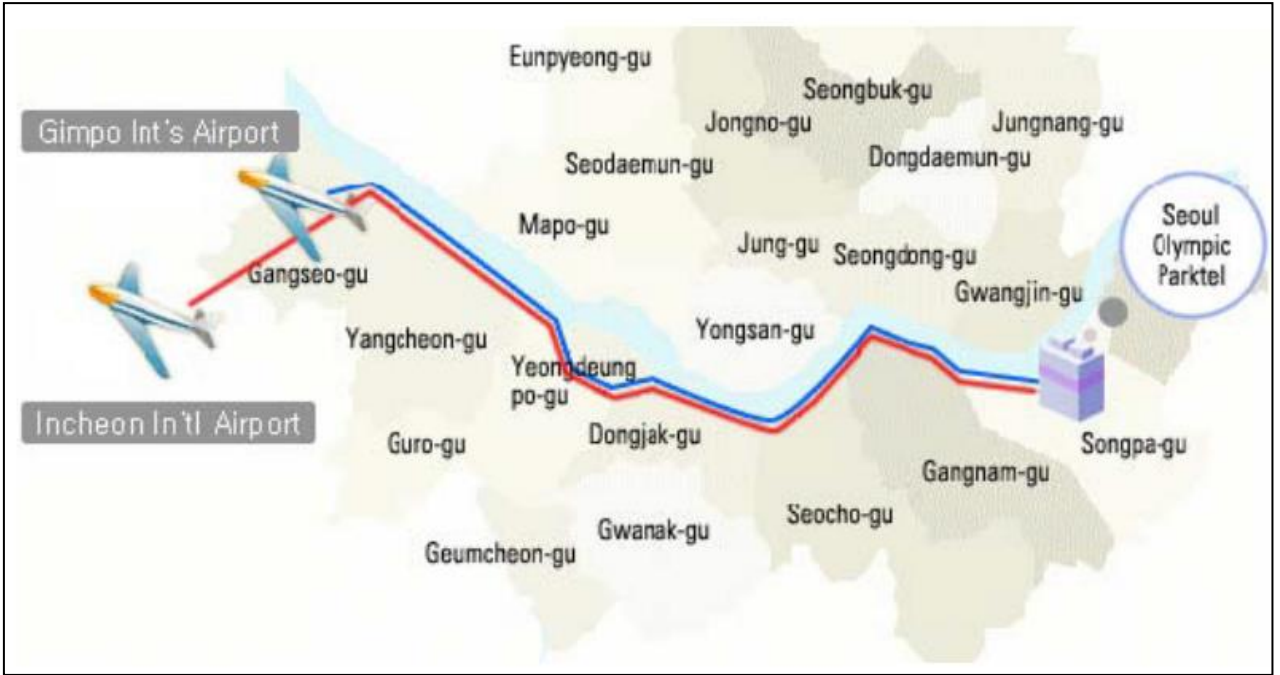 Eunpyeong-gu
Seongbuk-gu
Gimpo Int's Airport
Jongno-gu
Jungnang-gu
Seodaemun-gu
Dongdaemun-gu
Mapo-gu
Seoul
Olympic
Parktel
Jung-gu
Seongdong-gu
Gangseo-gu
Gwangjin-gu
Yangcheon-gu
Yongsan-gu
Yeongdeung
po-gu
Incheon In'tl Airport
Guro-gu
Dongjak-gu
Songpa-gu
Gangnam-gu
Seocho-gu
Gwanak-gu
Geumcheon-gu